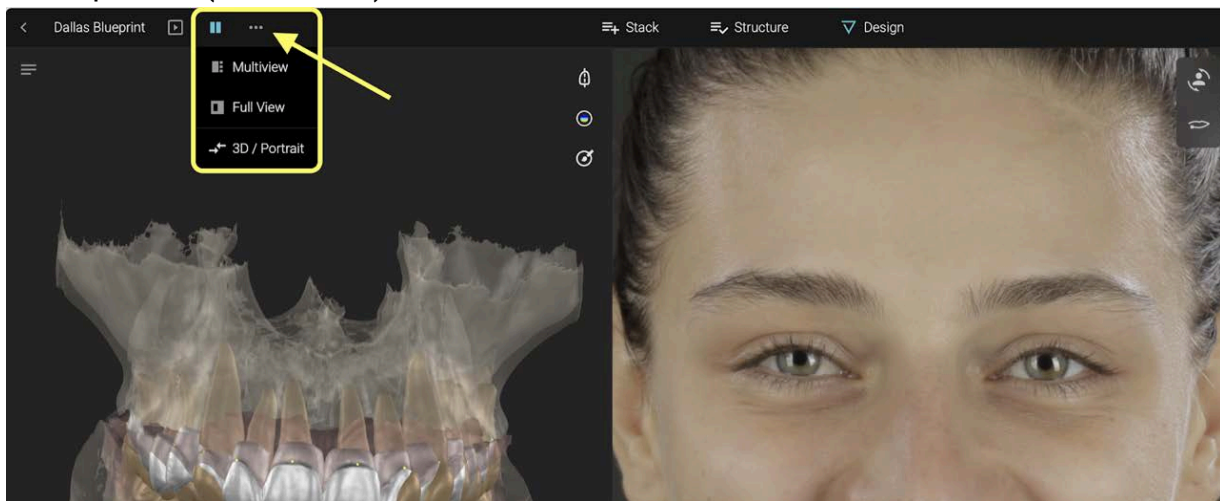 Dallas Blueprint
Stack
Structure
Design
Multiview
Full View
3D / Portrait